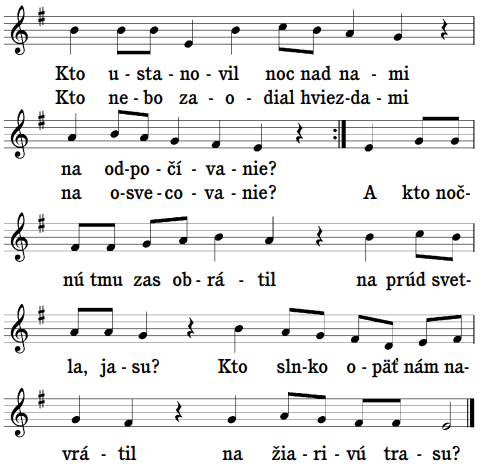 Kto u - sta - no - vil noc nad na - mi
Kto ne - bo za - o - dial hviez - da - mi
na od - po - čí - va - nie?
na o - sve - co - va - nie? A kto noč-
nú tmu zas ob - rá - til na prúd svet-
la, ja - su? Kto sln - ko o - päť nám na-
vrá - til na žia - ri - vú tra - su?